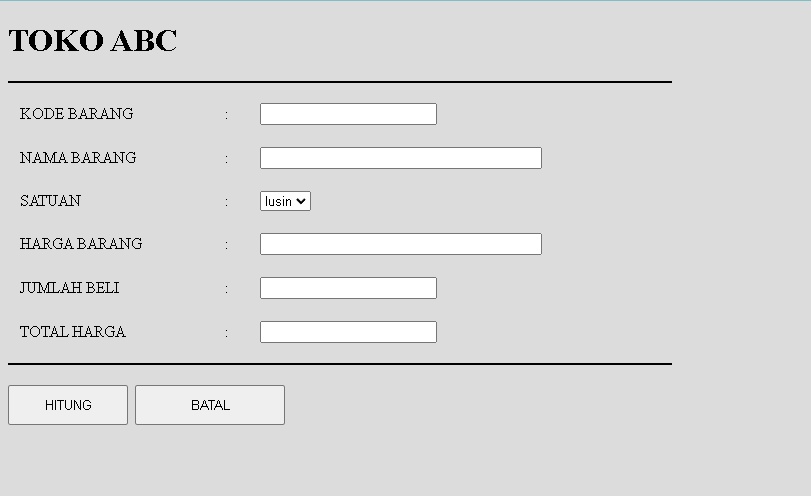 TOKO ABC
KODE BARANG :
NAMA BARANG :
SATUAN : lusin
HARGA BARANG :
JUMLAH BELI :
TOTAL HARGA :
HITUNG BATAL